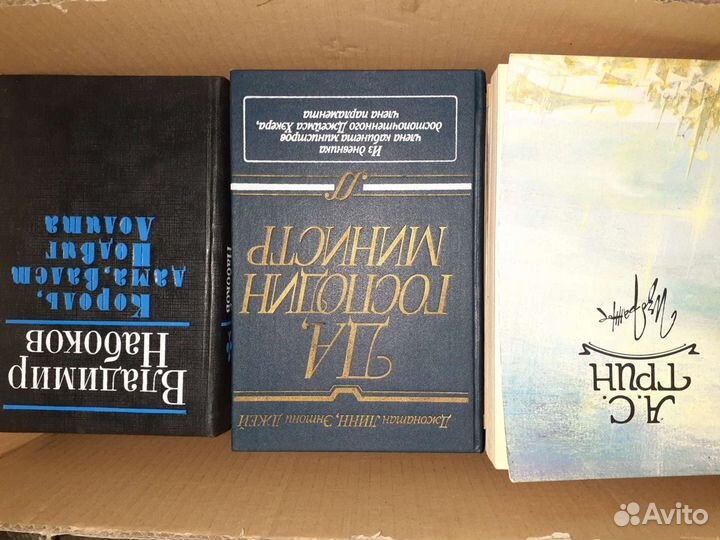 Владимир
Набоков
Король,
дама, валет
Подвиг
Лолита
Набоков
Джонатан ЛИНН, Энтони ДЖЕЙ
ДА,
ГОСПОДИН
МИНИСТР
Из дневника
члена кабинета министров
достопочтенного Джеймса Хэкера,
члена парламента
А.С.
ГРИН
Избранное
Avito